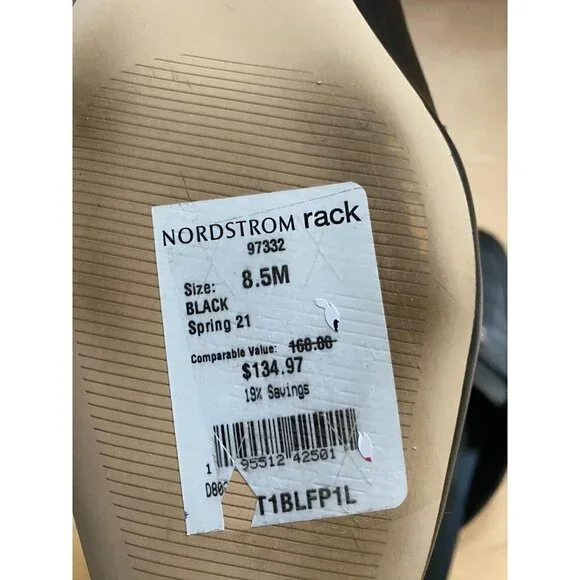 NORDSTROM rack
97332
Size: 8.5M
BLACK
Spring 21
Comparable Value: 168.00
$134.97
19% Savings
1 95512 42501
T1BLFP1L